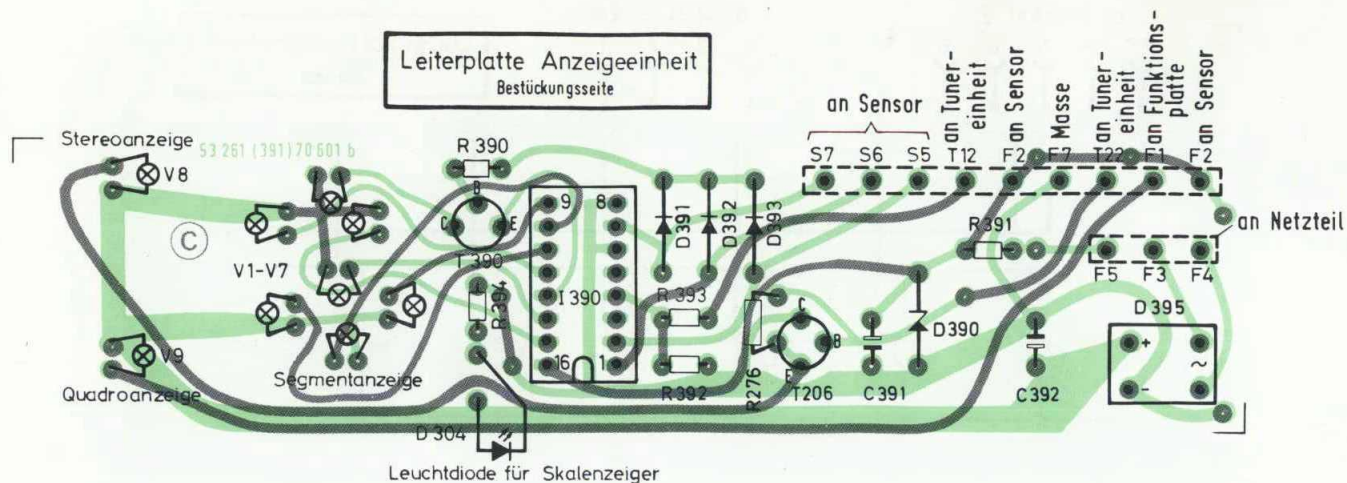 Leiterplatte Anzeigeeinheit
Bestückungsseite
an Sensor
an Tuner-
einheit
an Sensor
Masse
an Tuner-
einheit
an Funktions-
platte
an Sensor
S7 S6 S5 T12 F2 F7 T22 F1 F2
Stereoanzeige
53 261 (391) 70 601 b
V8
R 390
B
C E
T 390
9 8
I 390
16 1
D391
D392
D393
R391
an Netzteil
F5 F3 F4
C
V1-V7
R 394
R 393
R392
R276
C
B
E
T206
C 391
D390
C 392
D 395
+ ~
-
V9
Quadroanzeige
Segmentanzeige
D 304
Leuchtdiode für Skalenzeiger